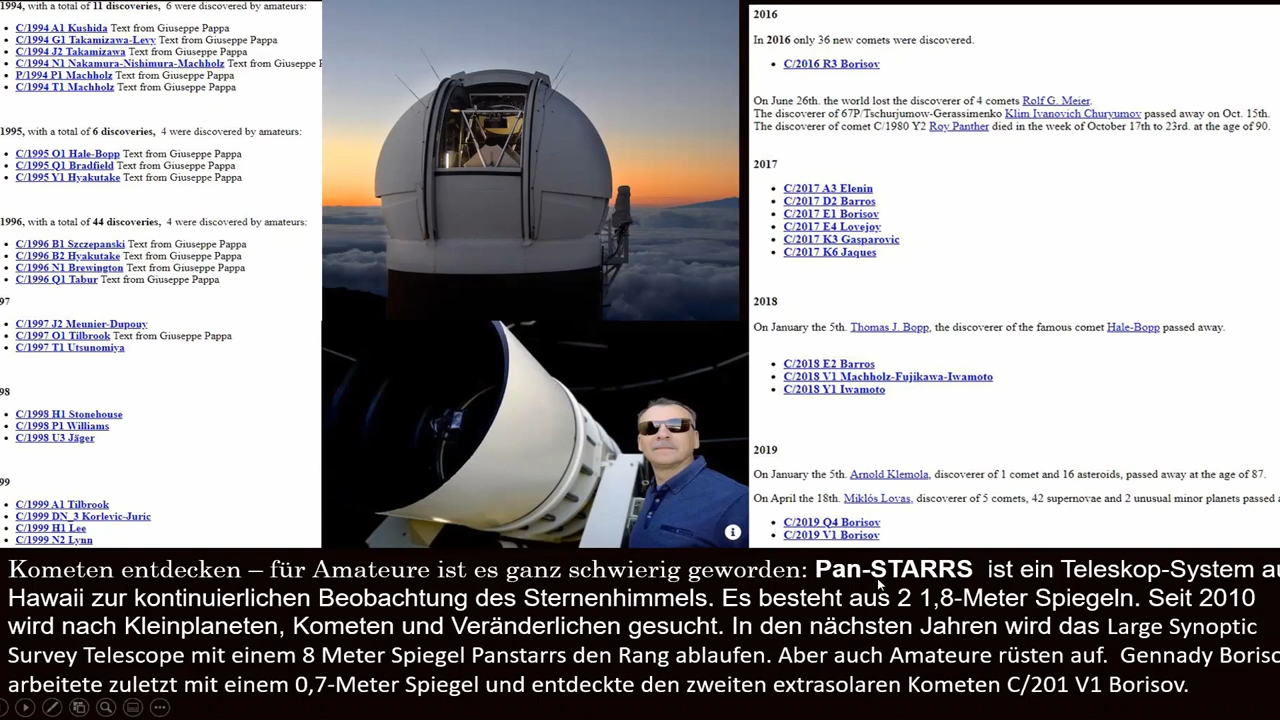 1994, with a total of 11 discoveries, 6 were discovered by amateurs:
C/1994 A1 Kushida Text from Giuseppe Pappa
C/1994 G1 Takamizawa-Levy Text from Giuseppe Pappa
C/1994 J2 Takamizawa Text from Giuseppe Pappa
C/1994 N1 Nakamura-Nishimura-Machholz Text from Giuseppe P
P/1994 P1 Machholz Text from Giuseppe Pappa
C/1994 T1 Machholz Text from Giuseppe Pappa
1995, with a total of 6 discoveries, 4 were discovered by amateurs:
C/1995 O1 Hale-Bopp Text from Giuseppe Pappa
C/1995 Q1 Bradfield Text from Giuseppe Pappa
C/1995 Y1 Hyakutake Text from Giuseppe Pappa
1996, with a total of 44 discoveries, 4 were discovered by amateurs:
C/1996 B1 Szczepanski Text from Giuseppe Pappa
C/1996 B2 Hyakutake Text from Giuseppe Pappa
C/1996 N1 Brewington Text from Giuseppe Pappa
C/1996 Q1 Tabur Text from Giuseppe Pappa
97
C/1997 J2 Meunier-Dupouy
C/1997 O1 Tilbrook Text from Giuseppe Pappa
C/1997 T1 Utsunomiya
98
C/1998 H1 Stonehouse
C/1998 P1 Williams
C/1998 U3 Jäger
99
C/1999 A1 Tilbrook
C/1999 DN_3 Korlevic-Juric
C/1999 H1 Lee
C/1999 N2 Lynn
2016
In 2016 only 36 new comets were discovered.
C/2016 R3 Borisov
On June 26th. the world lost the discoverer of 4 comets Rolf G. Meier.
The discoverer of 67P/Tschurjumow-Gerassimenko Klim Ivanovich Churyumov passed away on Oct. 15th.
The discoverer of comet C/1980 Y2 Roy Panther died in the week of October 17th to 23rd. at the age of 90.
2017
C/2017 A3 Elenin
C/2017 D2 Barros
C/2017 E1 Borisov
C/2017 E4 Lovejoy
C/2017 K3 Gasparovic
C/2017 K6 Jaques
2018
On January the 5th. Thomas J. Bopp, the discoverer of the famous comet Hale-Bopp passed away.
C/2018 E2 Barros
C/2018 V1 Machholz-Fujikawa-Iwamoto
C/2018 Y1 Iwamoto
2019
On January the 5th. Arnold Klemola, discoverer of 1 comet and 16 asteroids, passed away at the age of 87.
On April the 18th. Miklós Lovas, discoverer of 5 comets, 42 supernovae and 2 unusual minor planets passed a
C/2019 Q4 Borisov
C/2019 V1 Borisov
Kometen entdecken – für Amateure ist es ganz schwierig geworden: Pan-STARRS ist ein Teleskop-System au
Hawaii zur kontinuierlichen Beobachtung des Sternenhimmels. Es besteht aus 2 1,8-Meter Spiegeln. Seit 2010
wird nach Kleinplaneten, Kometen und Veränderlichen gesucht. In den nächsten Jahren wird das Large Synoptic
Survey Telescope mit einem 8 Meter Spiegel Panstarrs den Rang ablaufen. Aber auch Amateure rüsten auf. Gennady Boriso
arbeitete zuletzt mit einem 0,7-Meter Spiegel und entdeckte den zweiten extrasolaren Kometen C/201 V1 Borisov.